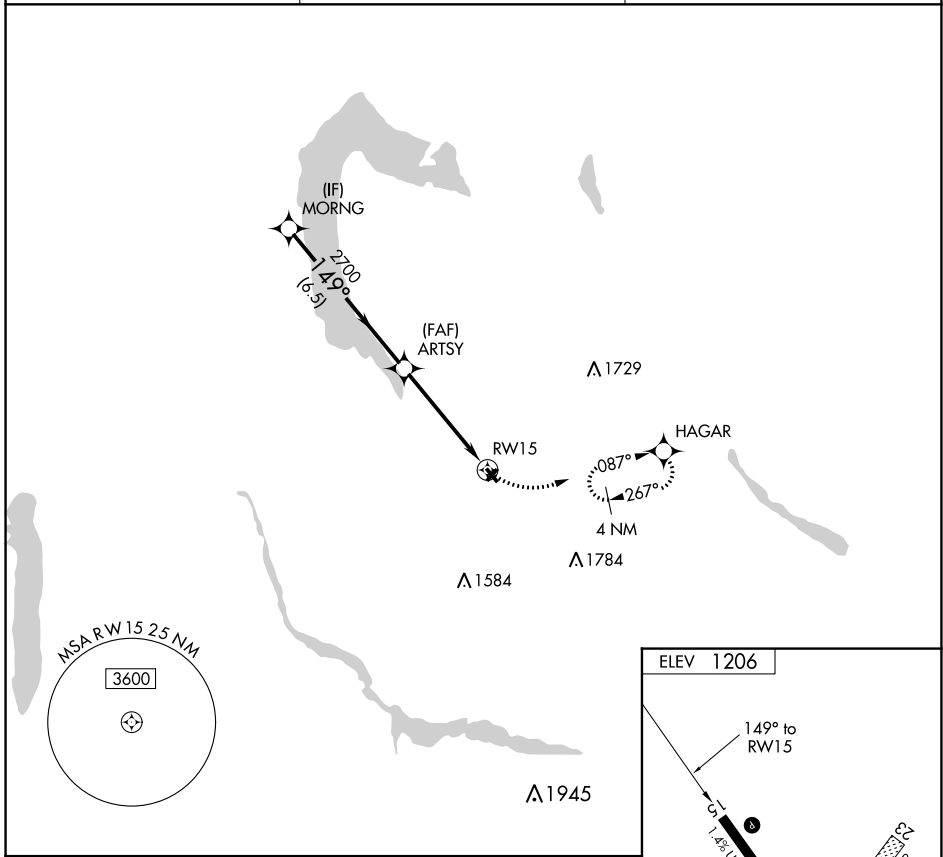 (IF)
MORNG
2700
149°
(6.5)
(FAF)
ARTSY
1729
RW15
HAGAR
087°
267°
4 NM
1784
1584
MSA RW15 25 NM
3600
ELEV 1206
149° to
RW15
1945
15
P
23